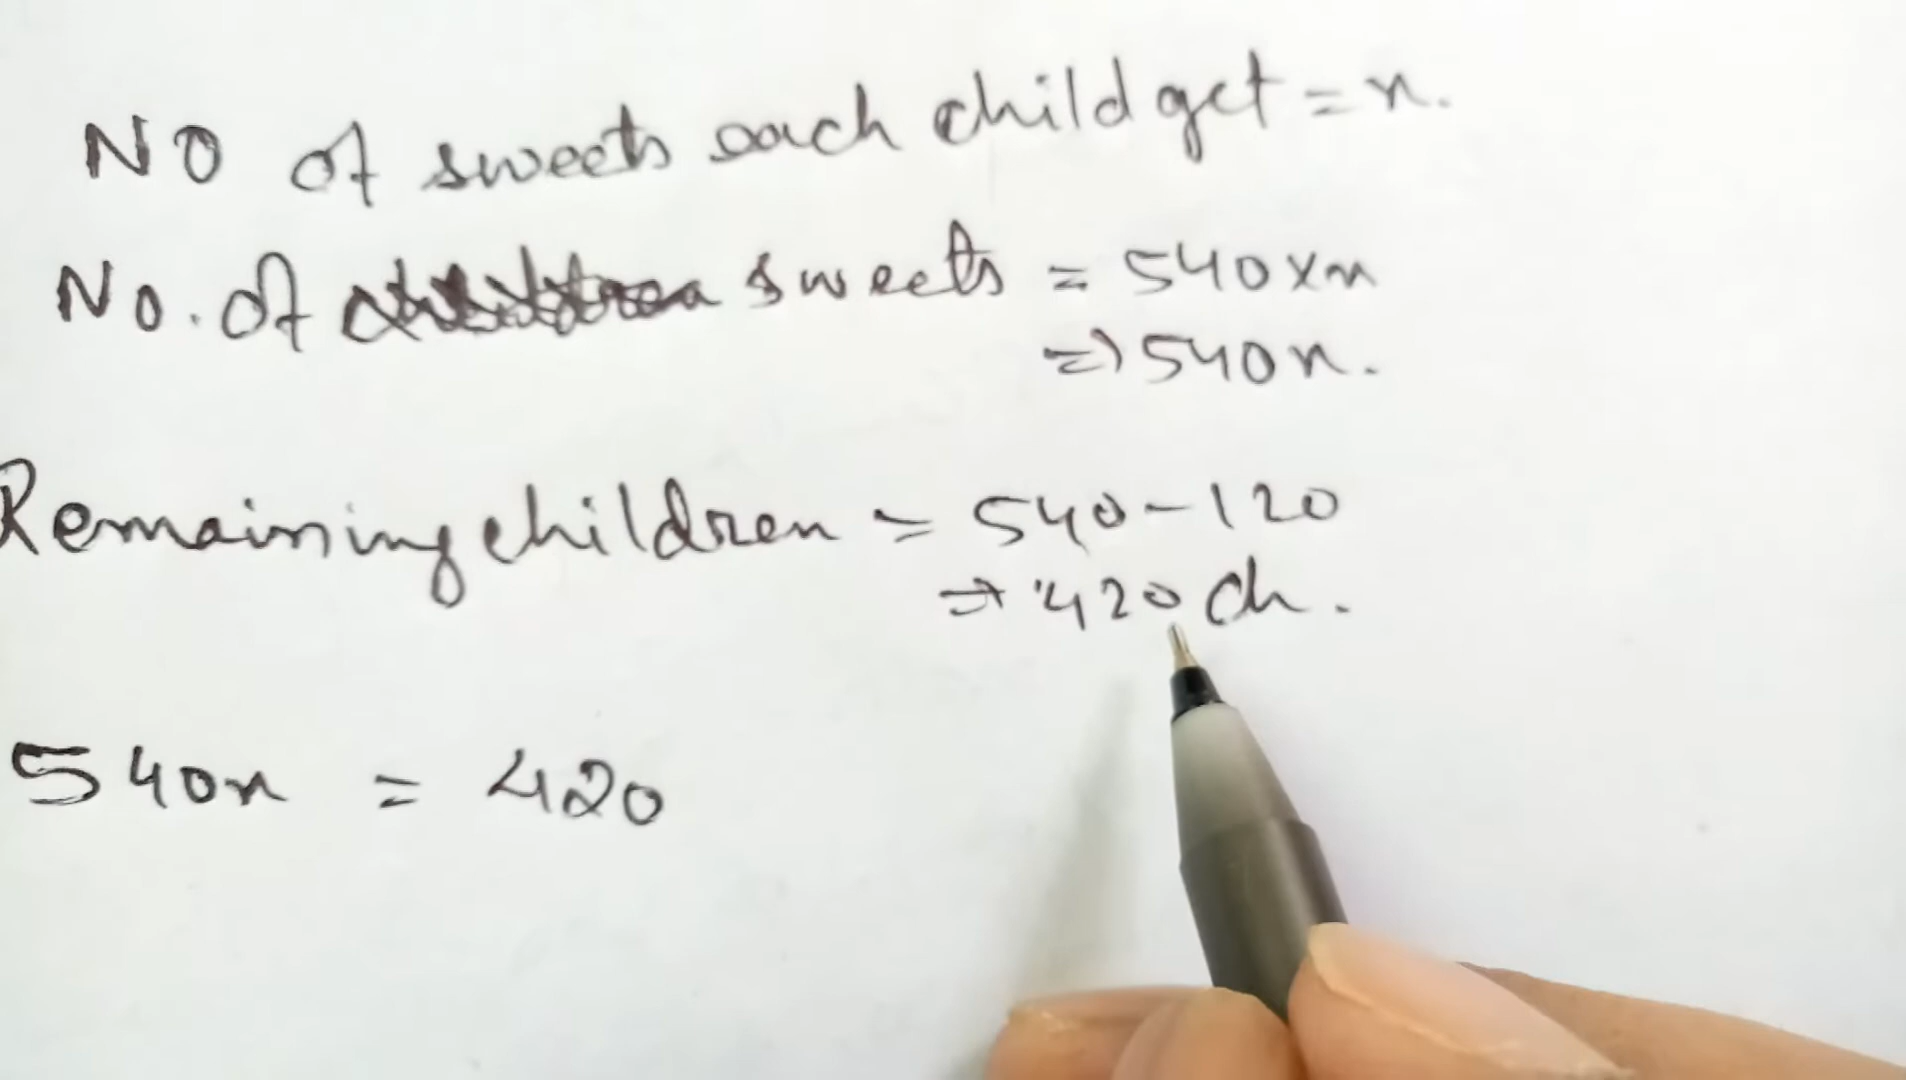 NO of sweets each child get = x.
No. of sweets = 540 x x
=> 540x.
Remaining children = 540 - 120
=> 420 ch.
540x = 420